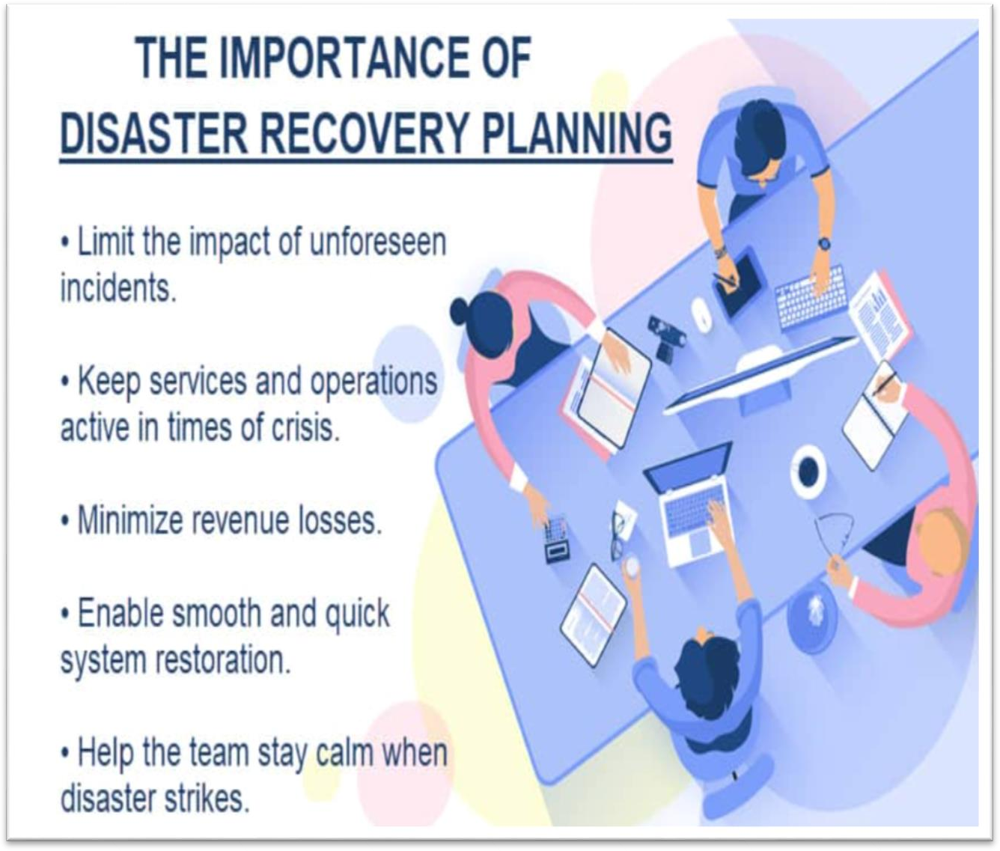 THE IMPORTANCE OF
DISASTER RECOVERY PLANNING
• Limit the impact of unforeseen
incidents.
• Keep services and operations
active in times of crisis.
• Minimize revenue losses.
• Enable smooth and quick
system restoration.
• Help the team stay calm when
disaster strikes.